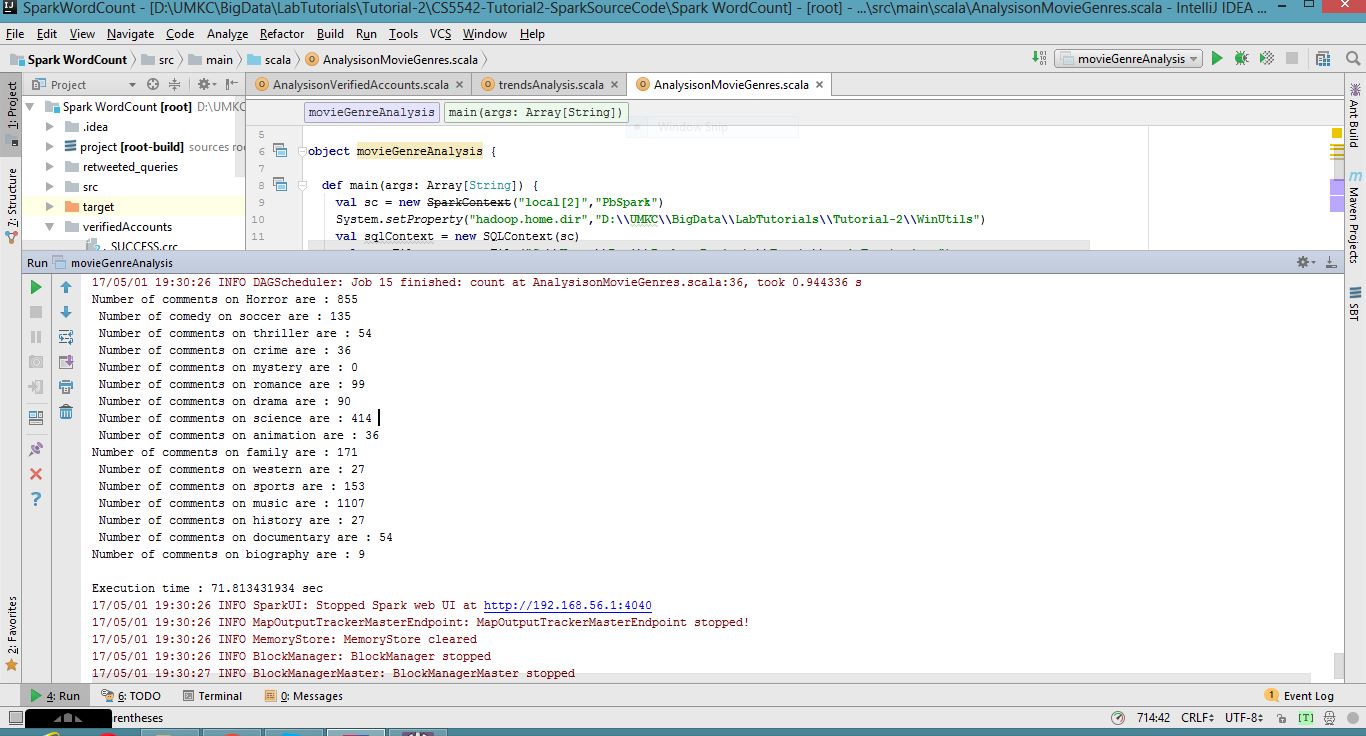 SparkWordCount - [D:\UMKC\BigData\LabTutorials\Tutorial-2\CS5542-Tutorial2-SparkSourceCode\Spark WordCount] - [root] - ...\src\main\scala\AnalysisonMovieGenres.scala - IntelliJ IDEA ...
File Edit View Navigate Code Analyze Refactor Build Run Tools VCS Window Help
Spark WordCount src main scala AnalysisonMovieGenres.scala
movieGenreAnalysis
Project
AnalysisonVerifiedAccounts.scala trendsAnalysis.scala AnalysisonMovieGenres.scala
1: Project
7: Structure
2: Favorites
Spark WordCount [root] D:\UMKC
.idea
project [root-build] sources roo
retweeted_queries
src
target
verifiedAccounts
._SUCCESS.crc
movieGenreAnalysis main(args: Array[String])
Window Snip
5
6 object movieGenreAnalysis {
7
8 def main(args: Array[String]) {
9 val sc = new SparkContext("local[2]","PbSpark")
10 System.setProperty("hadoop.home.dir","D:\\UMKC\\BigData\\LabTutorials\\Tutorial-2\\WinUtils")
11 val sqlContext = new SQLContext(sc)
Ant Build
Maven Projects
SBT
Run movieGenreAnalysis
17/05/01 19:30:26 INFO DAGScheduler: Job 15 finished: count at AnalysisonMovieGenres.scala:36, took 0.944336 s
Number of comments on Horror are : 855
Number of comedy on soccer are : 135
Number of comments on thriller are : 54
Number of comments on crime are : 36
Number of comments on mystery are : 0
Number of comments on romance are : 99
Number of comments on drama are : 90
Number of comments on science are : 414
Number of comments on animation are : 36
Number of comments on family are : 171
Number of comments on western are : 27
Number of comments on sports are : 153
Number of comments on music are : 1107
Number of comments on history are : 27
Number of comments on documentary are : 54
Number of comments on biography are : 9
Execution time : 71.813431934 sec
17/05/01 19:30:26 INFO SparkUI: Stopped Spark web UI at http://192.168.56.1:4040
17/05/01 19:30:26 INFO MapOutputTrackerMasterEndpoint: MapOutputTrackerMasterEndpoint stopped!
17/05/01 19:30:26 INFO MemoryStore: MemoryStore cleared
17/05/01 19:30:26 INFO BlockManager: BlockManager stopped
17/05/01 19:30:27 INFO BlockManagerMaster: BlockManagerMaster stopped
4: Run 6: TODO Terminal 0: Messages 1 Event Log
rentheses 714:42 CRLF UTF-8 [T]